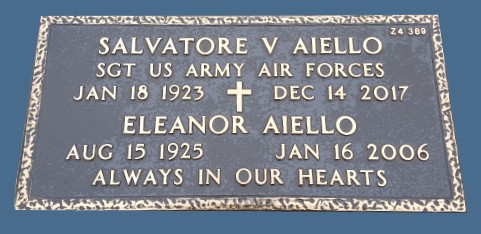 Z4 389
SALVATORE V AIELLO
SGT US ARMY AIR FORCES
JAN 18 1923 DEC 14 2017
ELEANOR AIELLO
AUG 15 1925 JAN 16 2006
ALWAYS IN OUR HEARTS